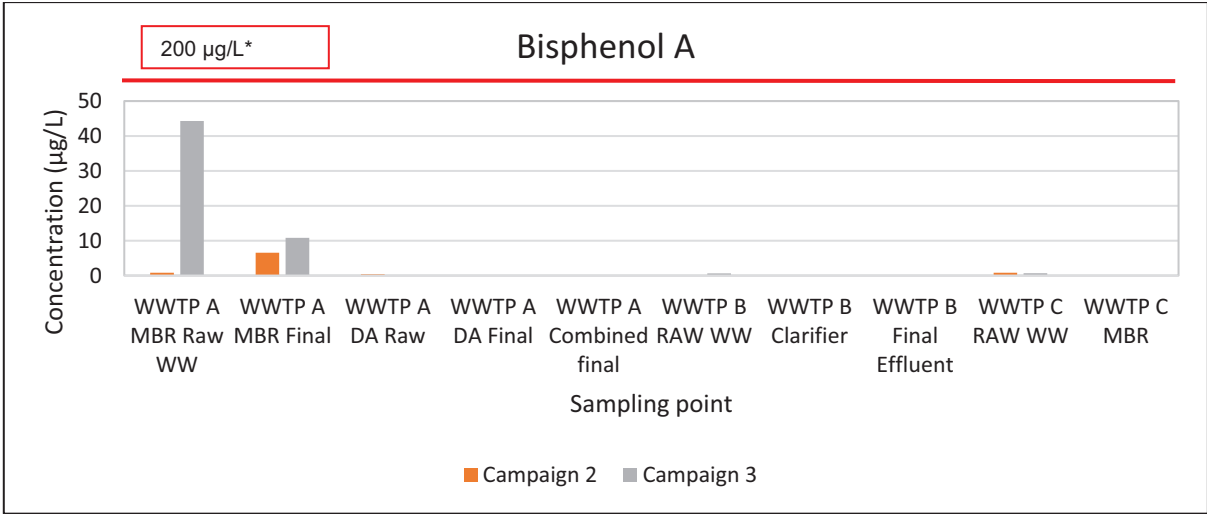 200 µg/L*
Bisphenol A
Concentration (µg/L)
50
40
30
20
10
0
WWTP A MBR Raw WW
WWTP A MBR Final
WWTP A DA Raw
WWTP A DA Final
WWTP A Combined final
WWTP B RAW WW
WWTP B Clarifier
WWTP B Final Effluent
WWTP C RAW WW
WWTP C MBR
Sampling point
Campaign 2
Campaign 3